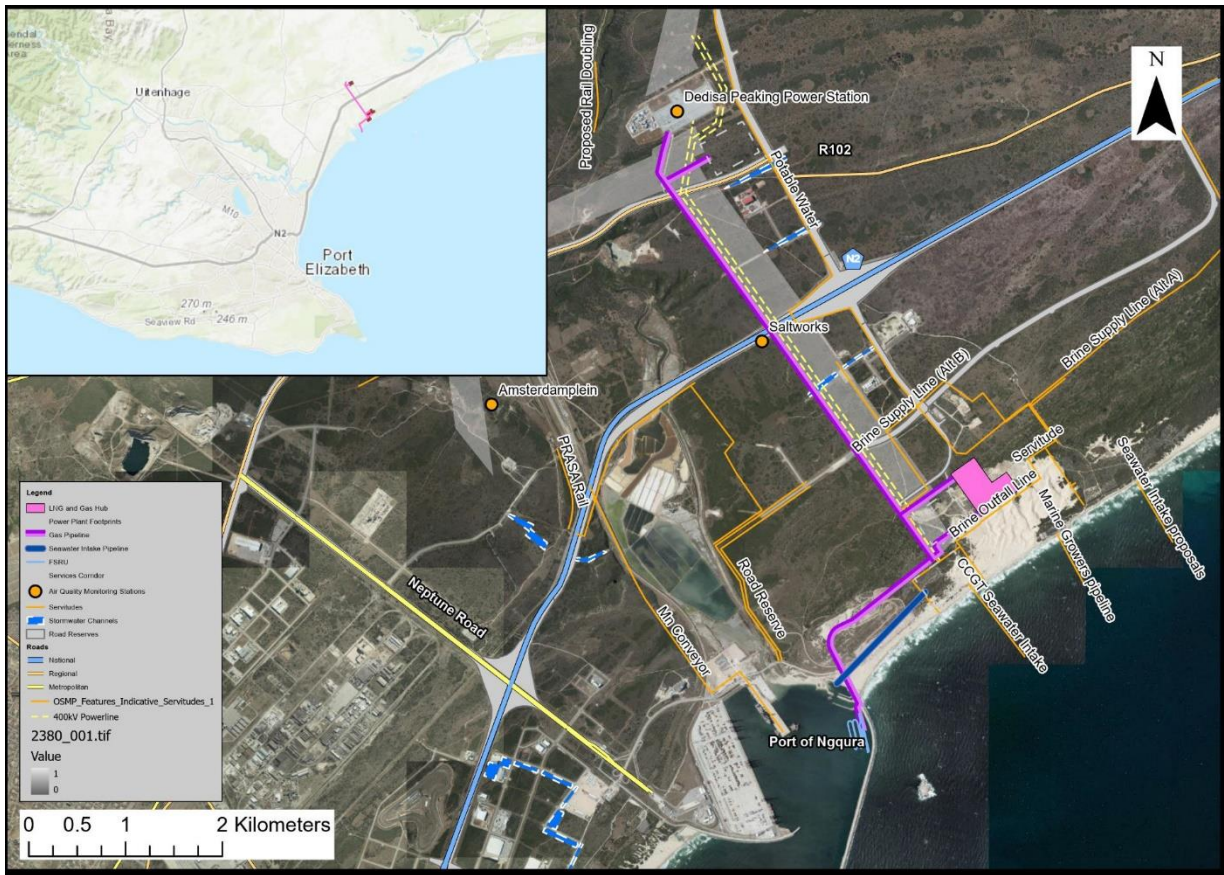 a Bay
endal
derness
Area
Uitenhage
M10
N2
Port
Elizabeth
270 m
246 m
Seaview Rd
N
Proposed Rail Doubling
Dedisa Peaking Power Station
R102
Potable Water
N2
Saltworks
Amsterdamplein
PRASA Rail
Brine Supply Line (Alt B)
Brine Supply Line (Alt A)
Servitude
Brine Outfall Line
Seawater Intake proposals
Marine Growers pipeline
CCGT Seawater Intake
Road Reserve
Mn Conveyor
Neptune Road
Port of Ngqura
Legend
LNG and Gas Hub
Power Plant Footprints
Gas Pipeline
Seawater Intake Pipeline
FSRU
Services Corridor
Air Quality Monitoring Stations
Servitudes
Stormwater Channels
Road Reserves
Roads
National
Regional
Metropolitan
OSMP_Features_Indicative_Servitudes_1
400kV Powerline
2380_001.tif
Value
1
0
0 0.5 1 2 Kilometers